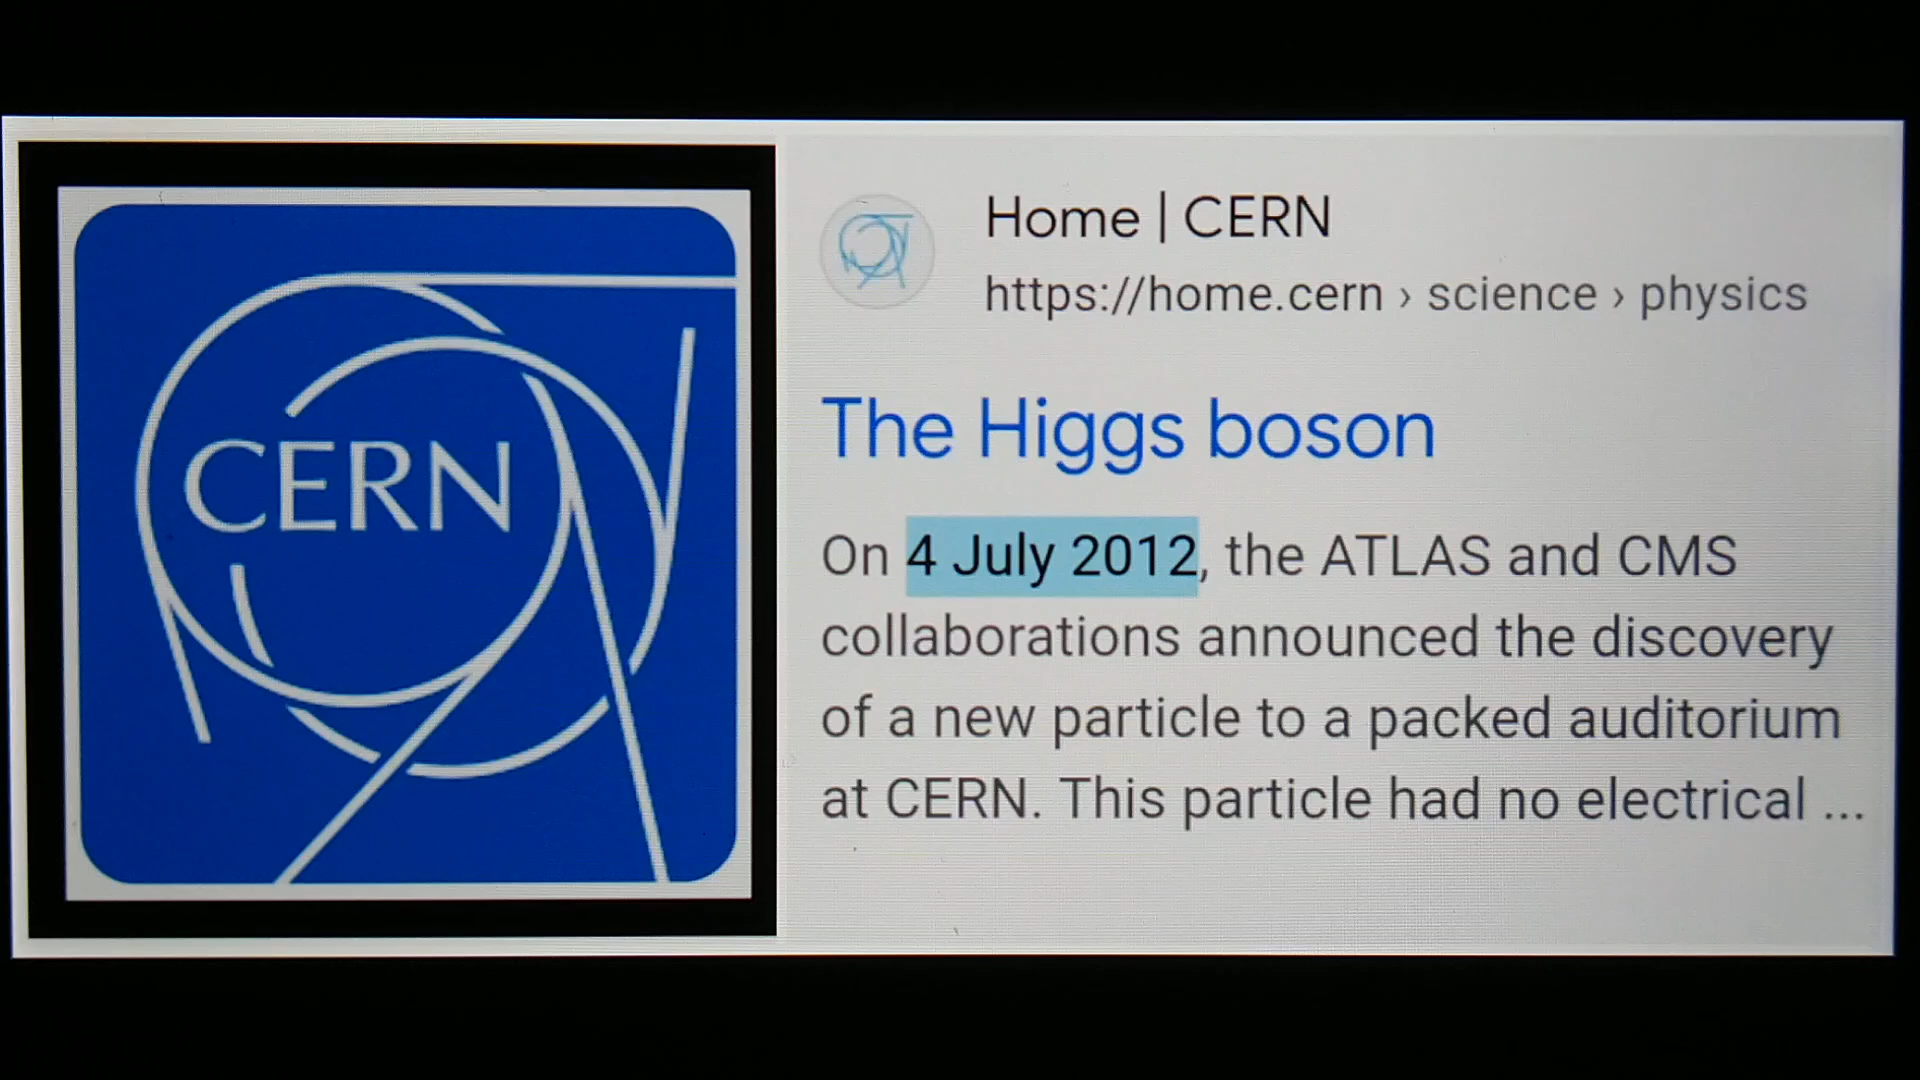 CERN
Home | CERN
https://home.cern › science › physics
The Higgs boson
On 4 July 2012, the ATLAS and CMS
collaborations announced the discovery
of a new particle to a packed auditorium
at CERN. This particle had no electrical ...